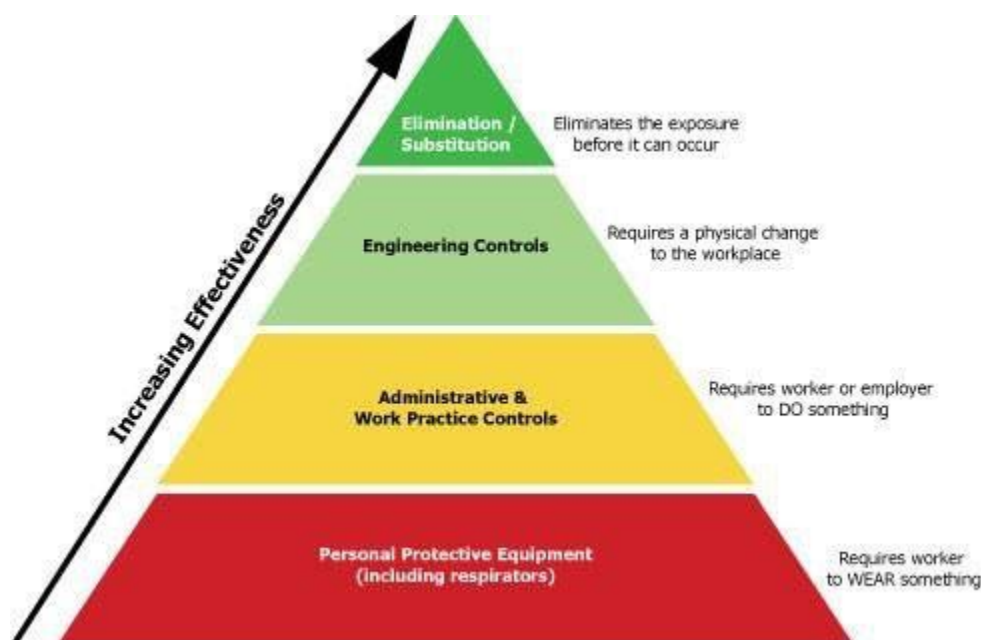 Elimination /
Substitution
Eliminates the exposure
before it can occur
Engineering Controls
Requires a physical change
to the workplace
Increasing Effectiveness
Administrative &
Work Practice Controls
Requires worker or employer
to DO something
Personal Protective Equipment
(including respirators)
Requires worker
to WEAR something